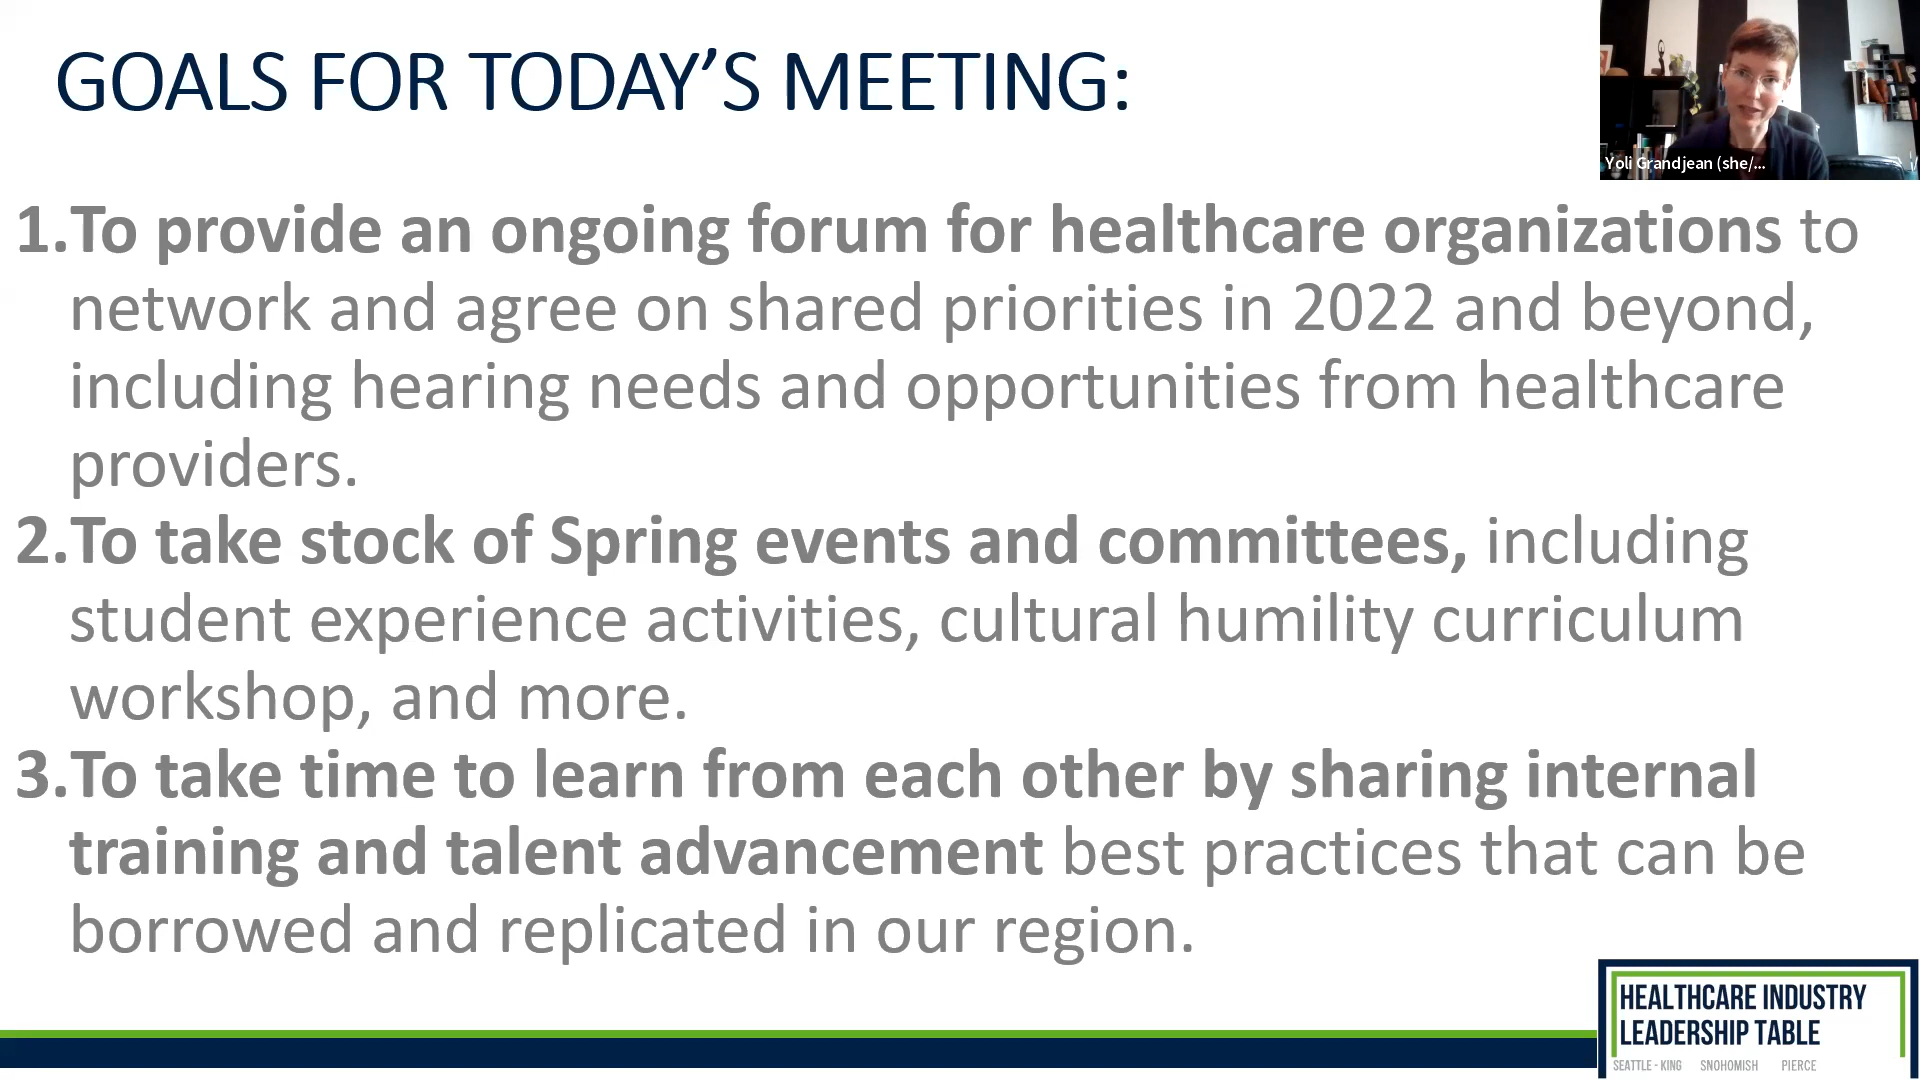 GOALS FOR TODAY’S MEETING:
Yoli Grandjean (she/...
1.To provide an ongoing forum for healthcare organizations to
network and agree on shared priorities in 2022 and beyond,
including hearing needs and opportunities from healthcare
providers.
2.To take stock of Spring events and committees, including
student experience activities, cultural humility curriculum
workshop, and more.
3.To take time to learn from each other by sharing internal
training and talent advancement best practices that can be
borrowed and replicated in our region.
HEALTHCARE INDUSTRY
LEADERSHIP TABLE
SEATTLE - KING SNOHOMISH PIERCE